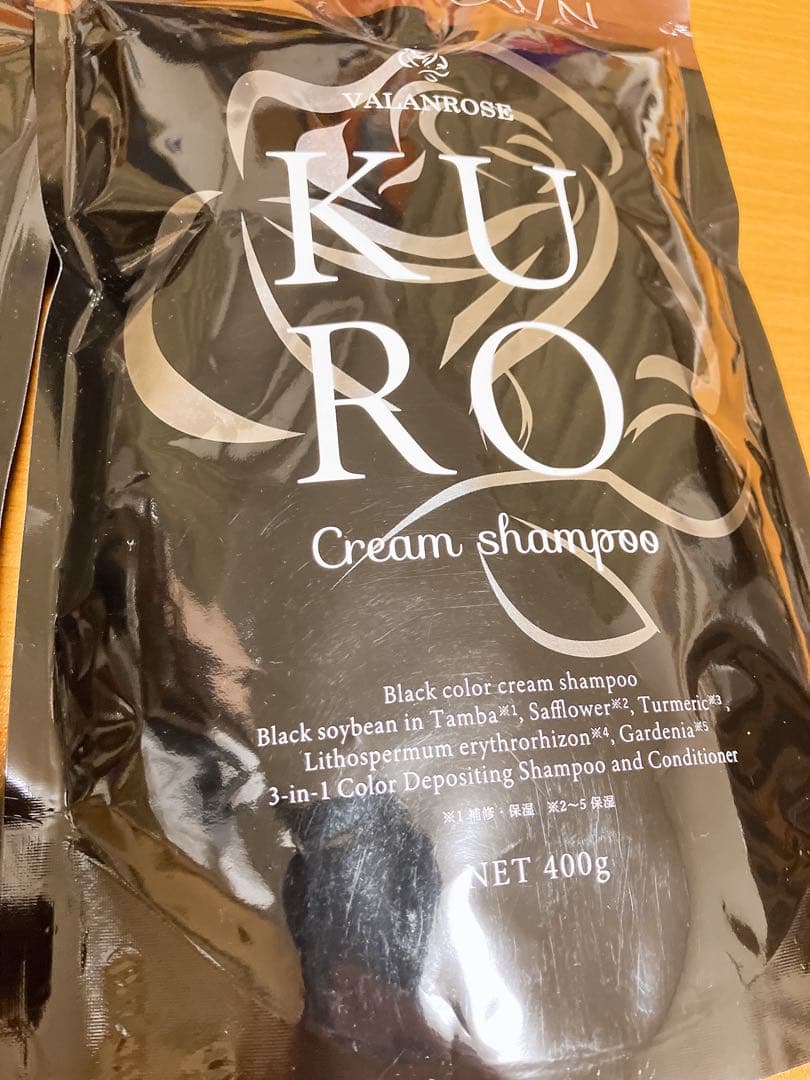 VALANROSE
KU
RO
Cream shampoo
Black color cream shampoo
Black soybean in Tamba※1, Safflower※2, Turmeric※3,
Lithospermum erythrorhizon※4, Gardenia※5
3-in-1 Color Depositing Shampoo and Conditioner
※1 補修・保湿 ※2～5 保湿
NET 400g